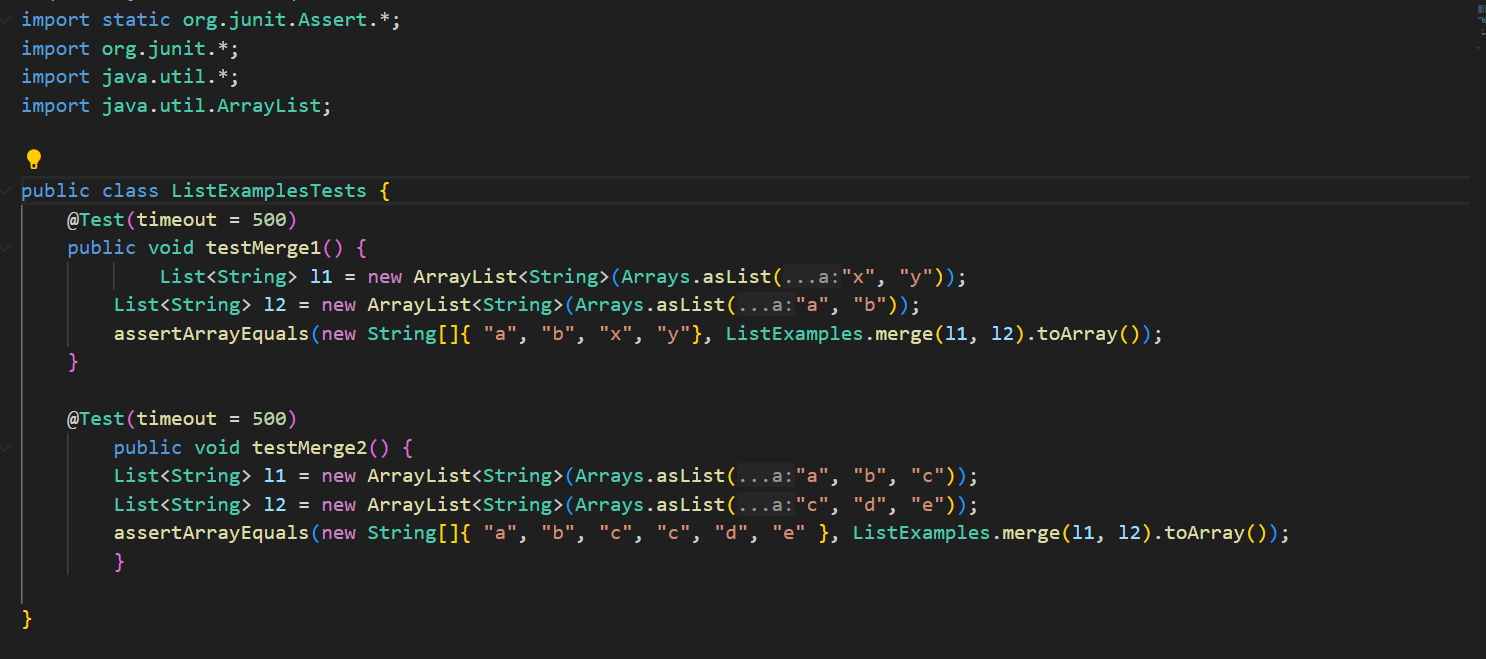 import static org.junit.Assert.*;
import org.junit.*;
import java.util.*;
import java.util.ArrayList;
public class ListExamplesTests {
@Test(timeout = 500)
public void testMerge1() {
List<String> l1 = new ArrayList<String>(Arrays.asList(...a:"x", "y"));
List<String> l2 = new ArrayList<String>(Arrays.asList(...a:"a", "b"));
assertArrayEquals(new String[]{ "a", "b", "x", "y"}, ListExamples.merge(l1, l2).toArray());
}
@Test(timeout = 500)
public void testMerge2() {
List<String> l1 = new ArrayList<String>(Arrays.asList(...a:"a", "b", "c"));
List<String> l2 = new ArrayList<String>(Arrays.asList(...a:"c", "d", "e"));
assertArrayEquals(new String[]{ "a", "b", "c", "c", "d", "e" }, ListExamples.merge(l1, l2).toArray());
}
}